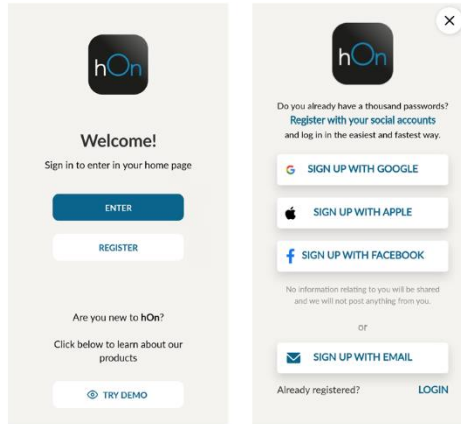 hOn
Welcome!
Sign in to enter in your home page
ENTER
REGISTER
Are you new to hOn?
Click below to learn about our
products
TRY DEMO
hOn
Do you already have a thousand passwords?
Register with your social accounts
and log in in the easiest and fastest way.
SIGN UP WITH GOOGLE
SIGN UP WITH APPLE
SIGN UP WITH FACEBOOK
No information relating to you will be shared
and we will not post anything from you.
or
SIGN UP WITH EMAIL
Already registered? LOGIN